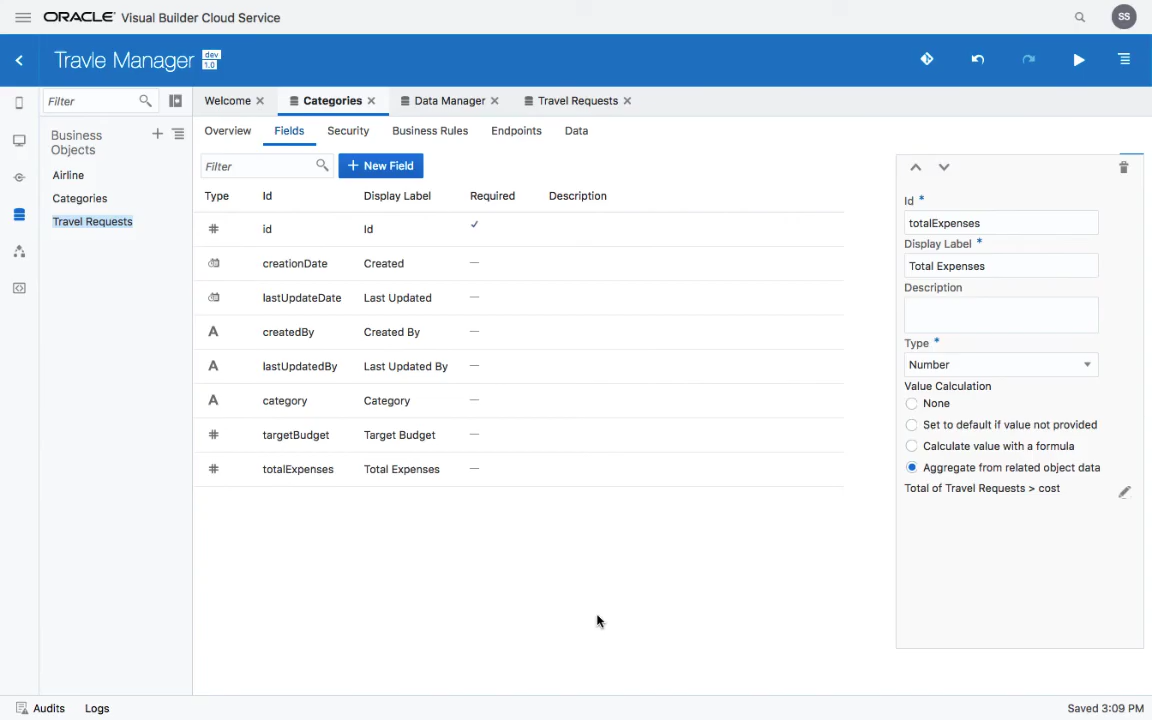 ORACLE Visual Builder Cloud Service
SS
Travle Manager dev 1.0
Filter
Welcome
Categories
Data Manager
Travel Requests
Business Objects
Airline
Categories
Travel Requests
Overview
Fields
Security
Business Rules
Endpoints
Data
Filter
+ New Field
Type Id Display Label Required Description
# id Id
creationDate Created
lastUpdateDate Last Updated
A createdBy Created By
A lastUpdatedBy Last Updated By
A category Category
# targetBudget Target Budget
# totalExpenses Total Expenses
Id *
totalExpenses
Display Label *
Total Expenses
Description
Type *
Number
Value Calculation
None
Set to default if value not provided
Calculate value with a formula
Aggregate from related object data
Total of Travel Requests > cost
Audits
Logs
Saved 3:09 PM